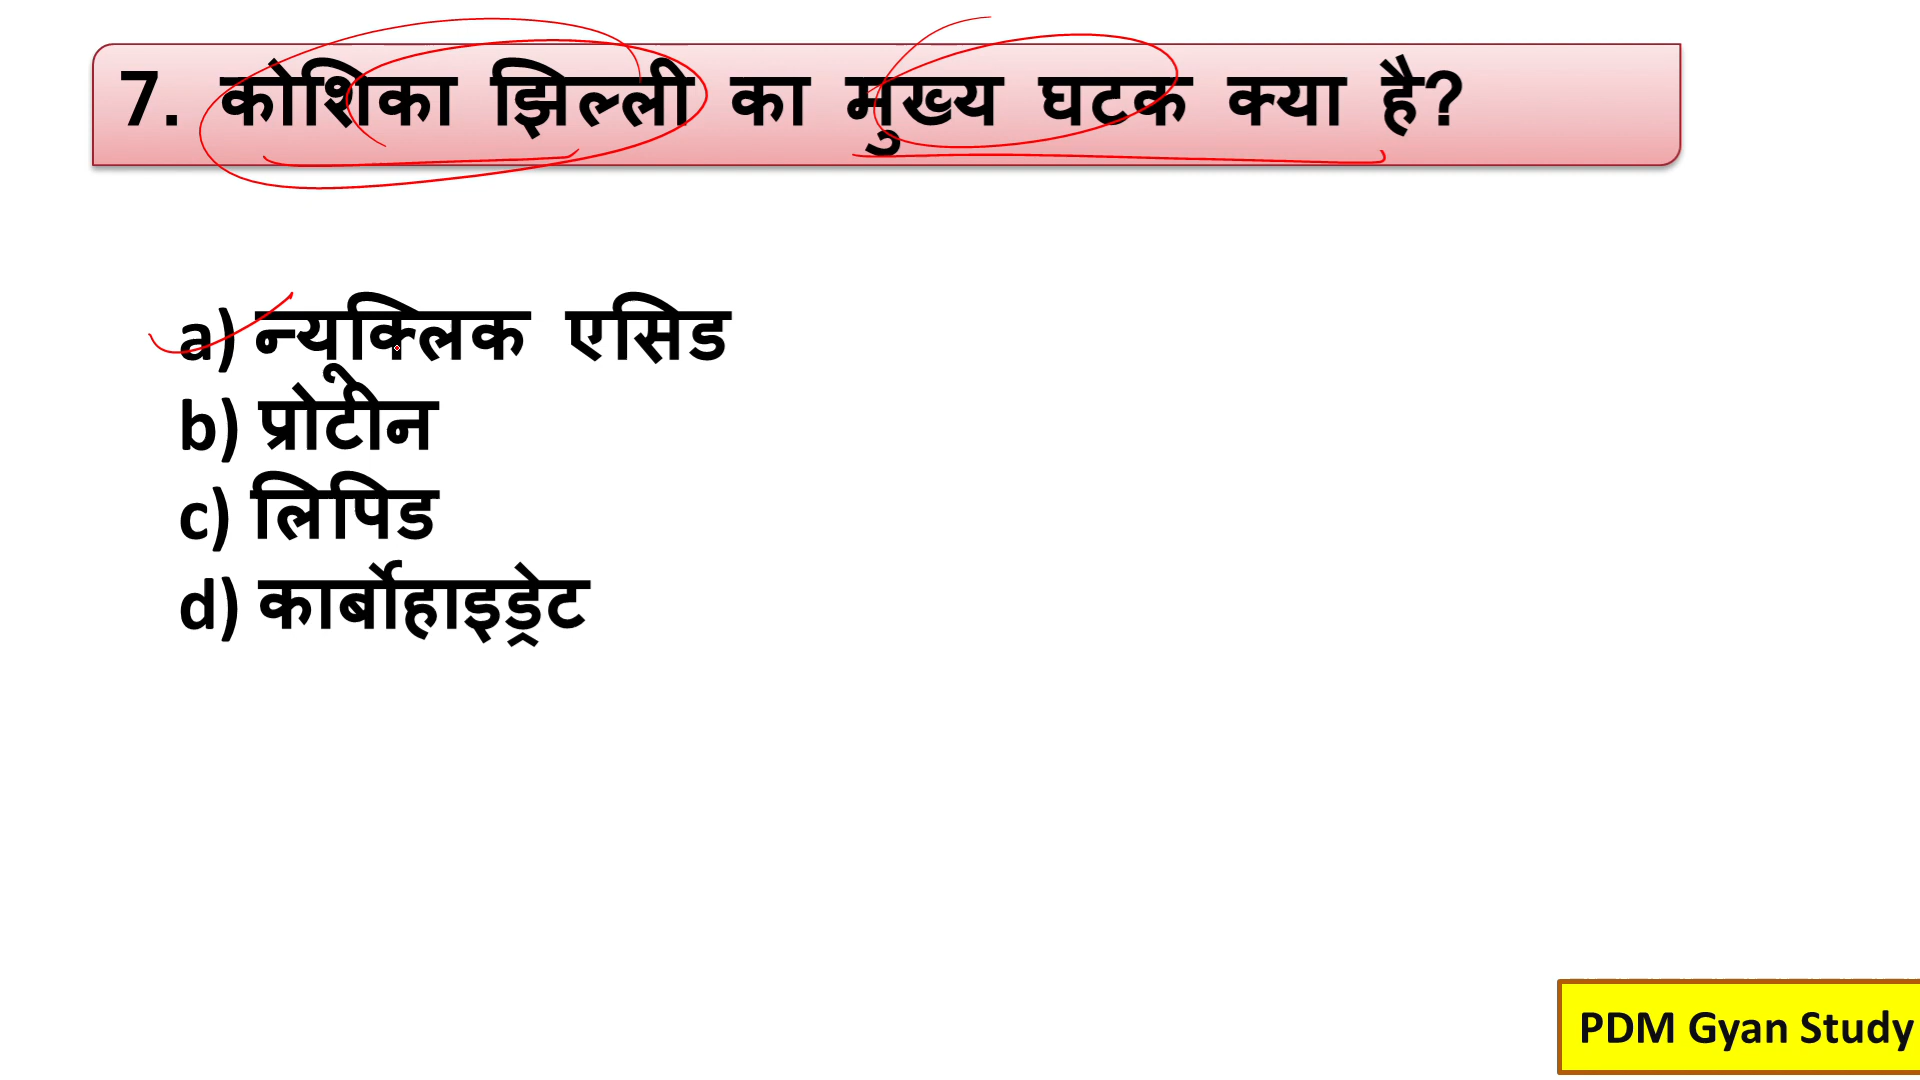 7. कोशिका झिल्ली का मुख्य घटक क्या है?
a) न्यूक्लिक एसिड
b) प्रोटीन
c) लिपिड
d) कार्बोहाइड्रेट
PDM Gyan Study